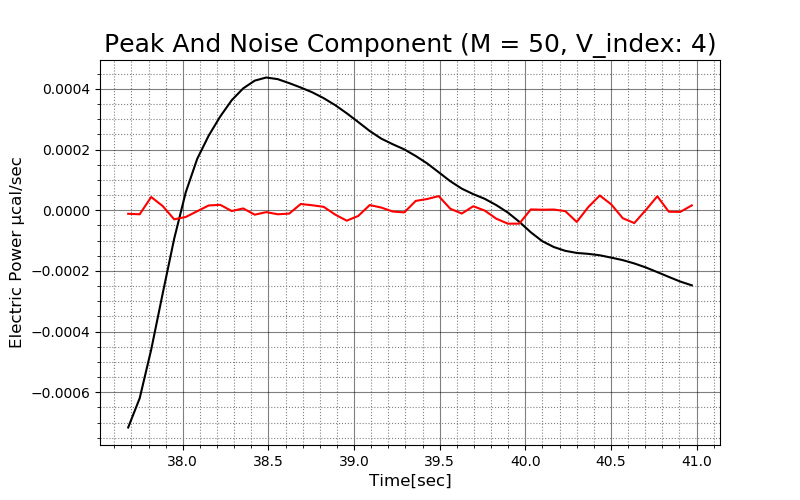 Peak And Noise Component (M = 50, V_index: 4)
Electric Power μcal/sec
0.0004
0.0002
0.0000
−0.0002
−0.0004
−0.0006
38.0 38.5 39.0 39.5 40.0 40.5 41.0
Time[sec]